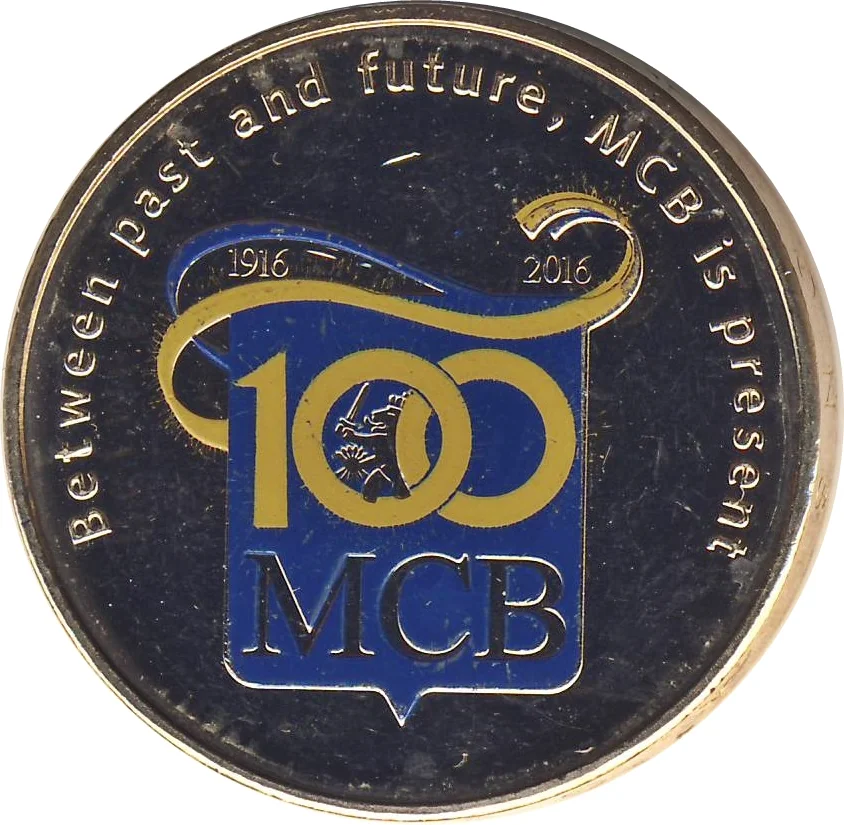 Between past and future, MCB is present
1916 2016
100
MCB